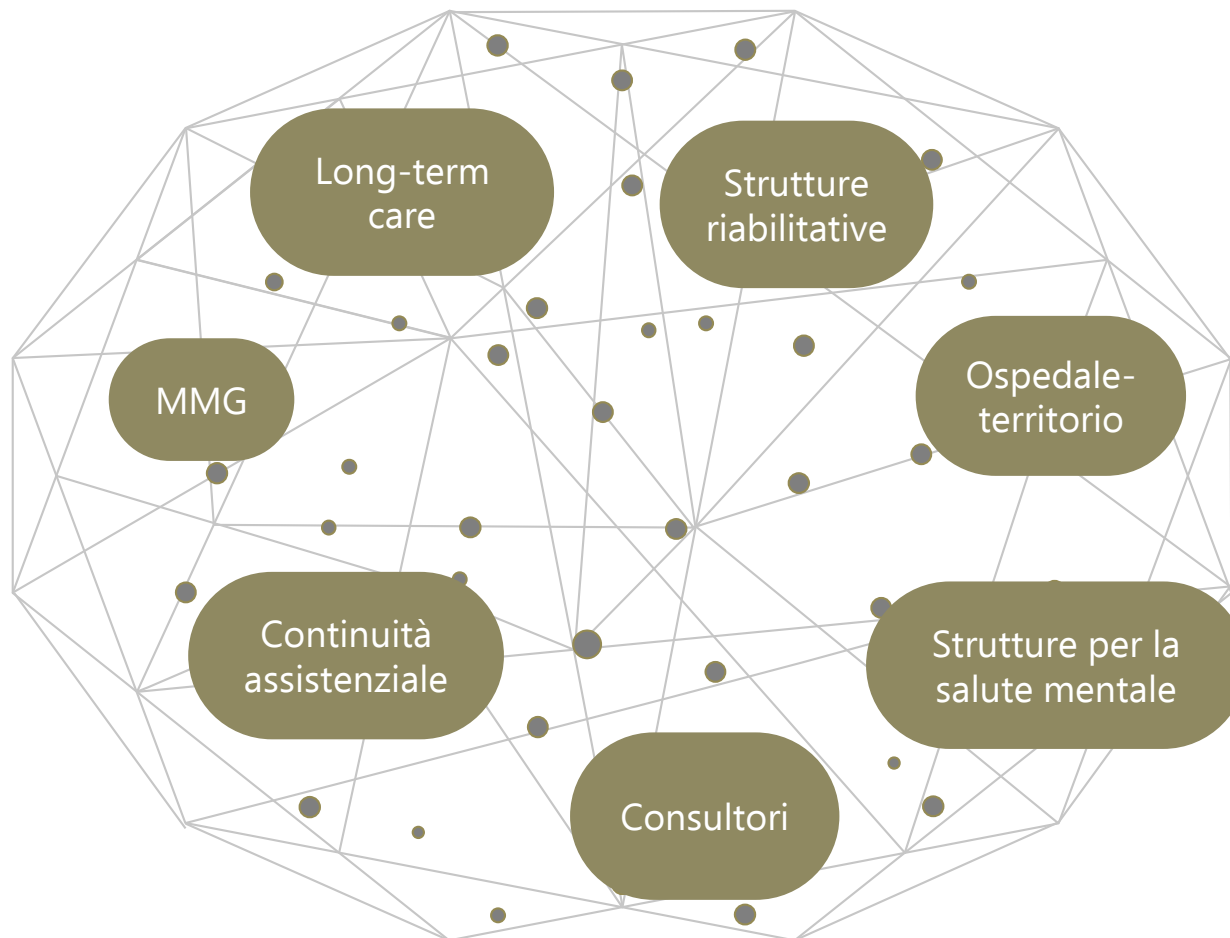 Long-term
care
Strutture
riabilitative
MMG
Ospedale-
territorio
Continuità
assistenziale
Strutture per la
salute mentale
Consultori